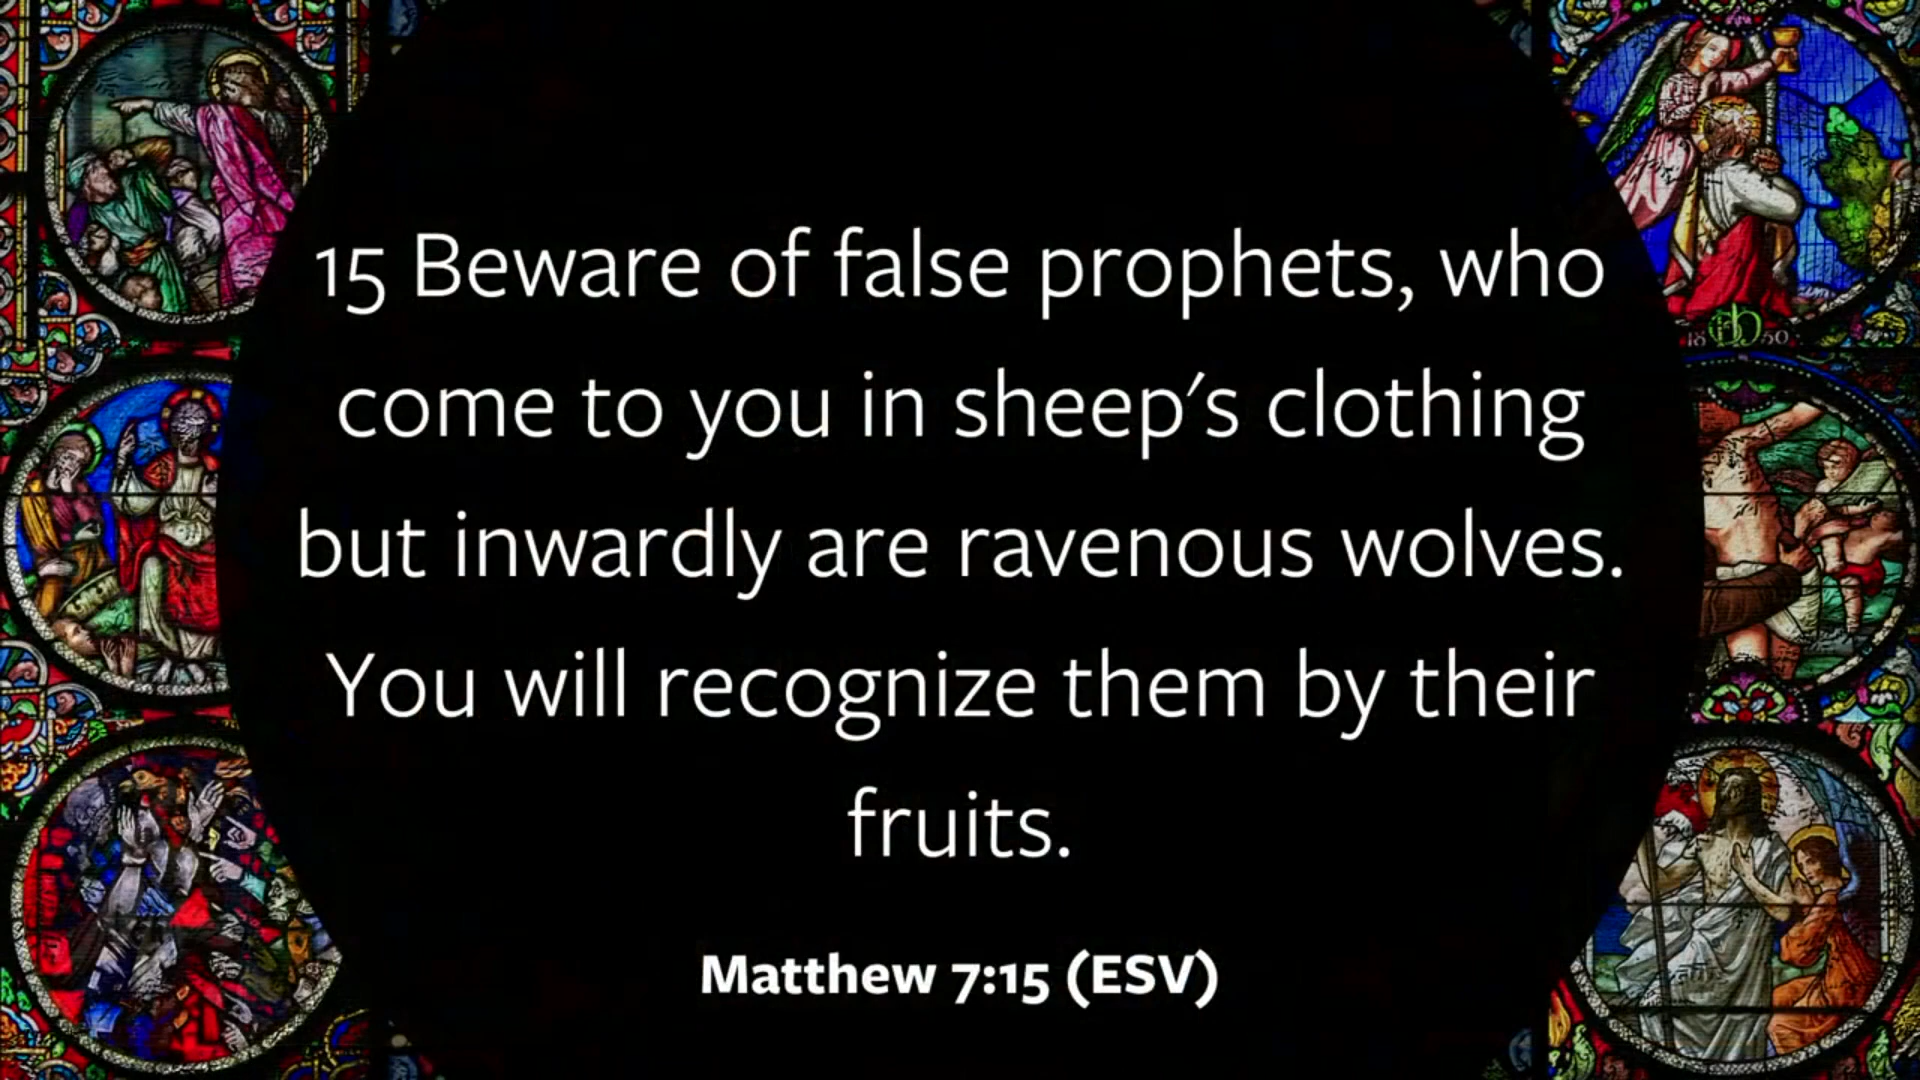 15 Beware of false prophets, who
come to you in sheep's clothing
but inwardly are ravenous wolves.
You will recognize them by their
fruits.
Matthew 7:15 (ESV)